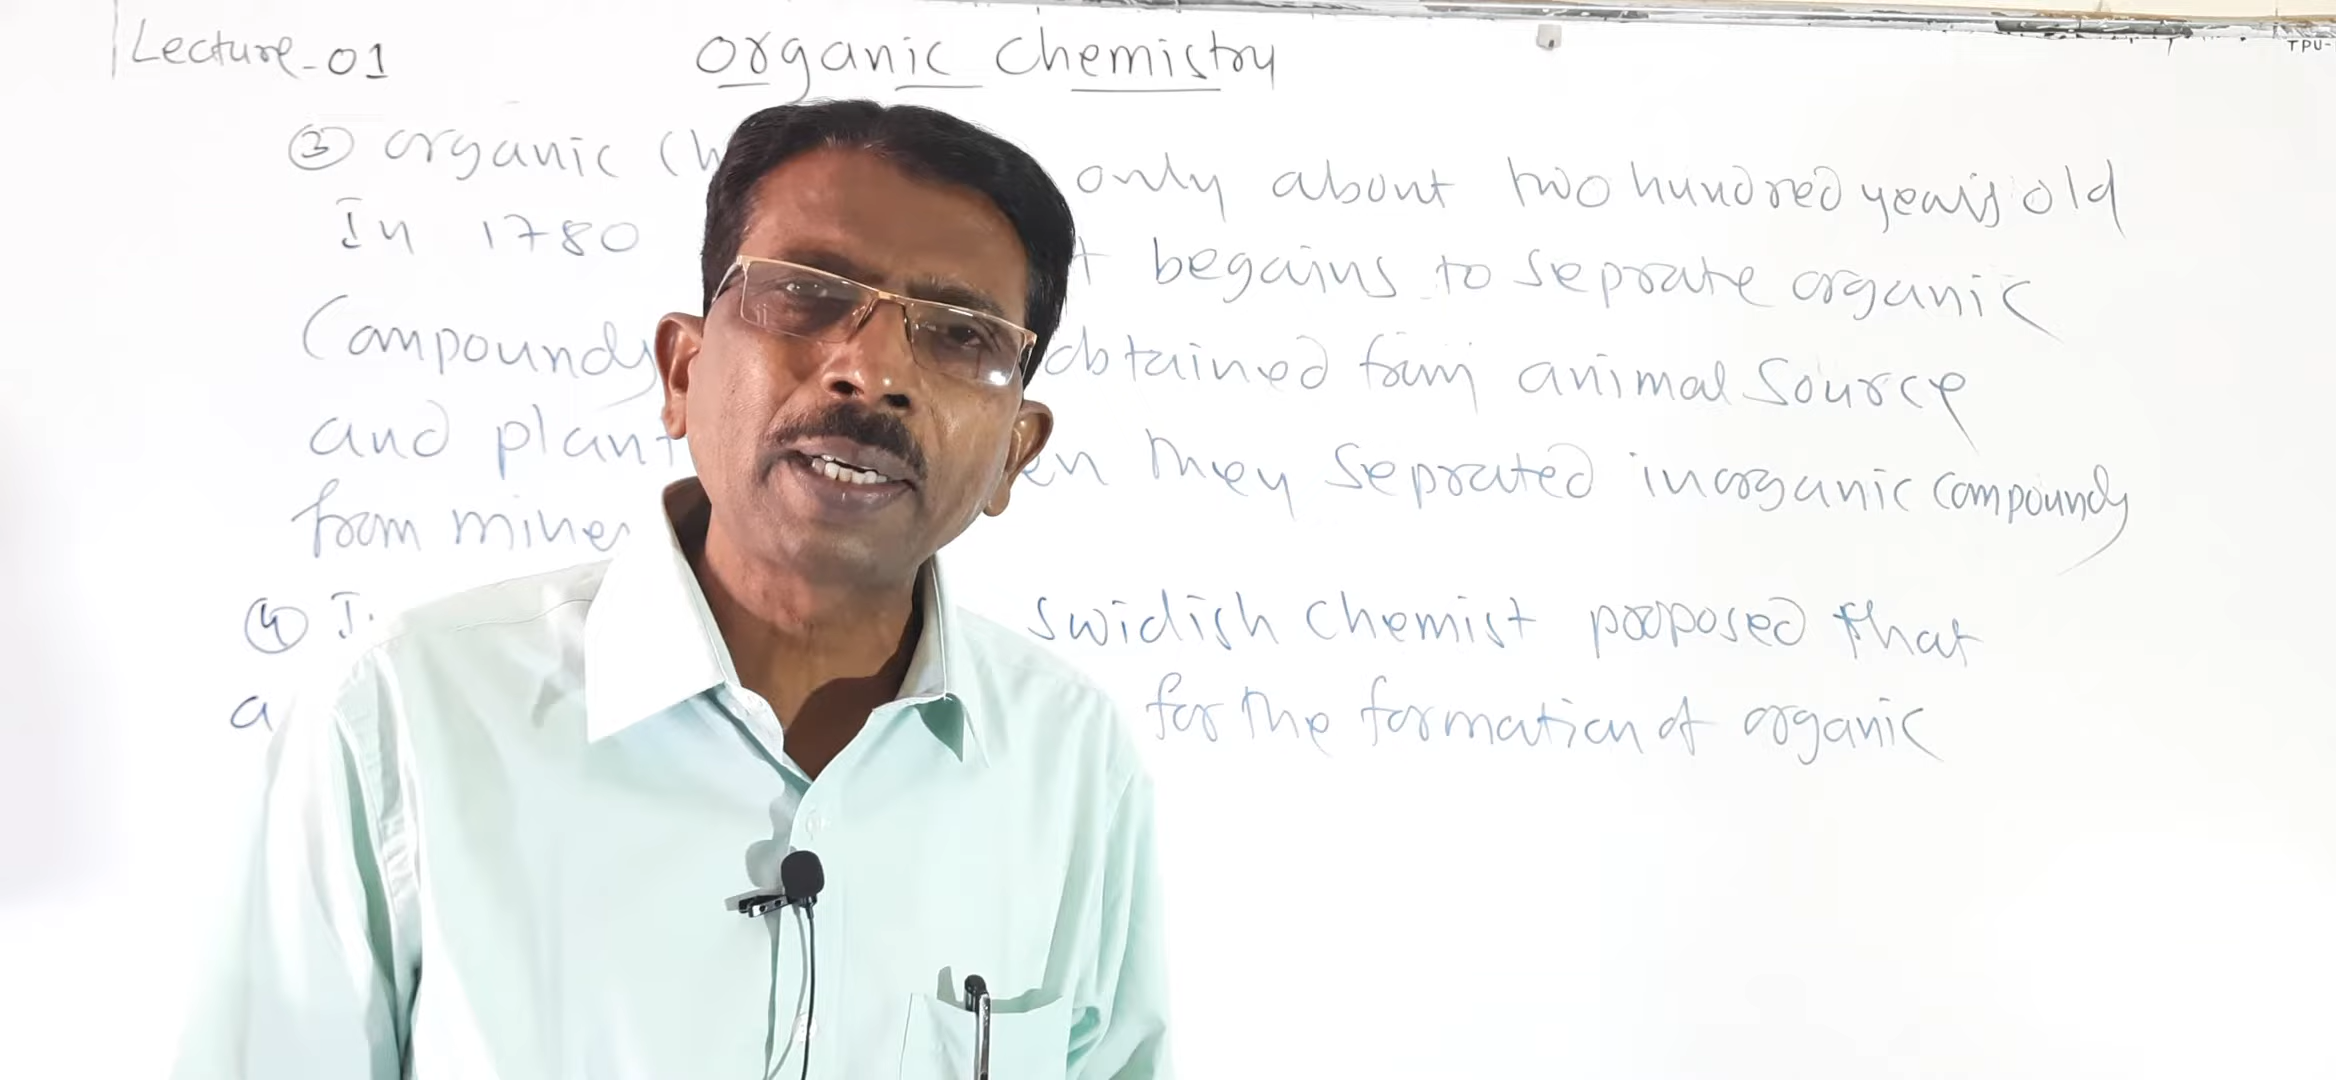 Lecture-01
organic Chemistry
③ organic only about two hundred years old
In 1780 begains to seprate organic
Compounds obtained from animal source
and plant they seprated inorganic compounds
from
④ swidish chemist proposed that
for the formation of organic
TPU-